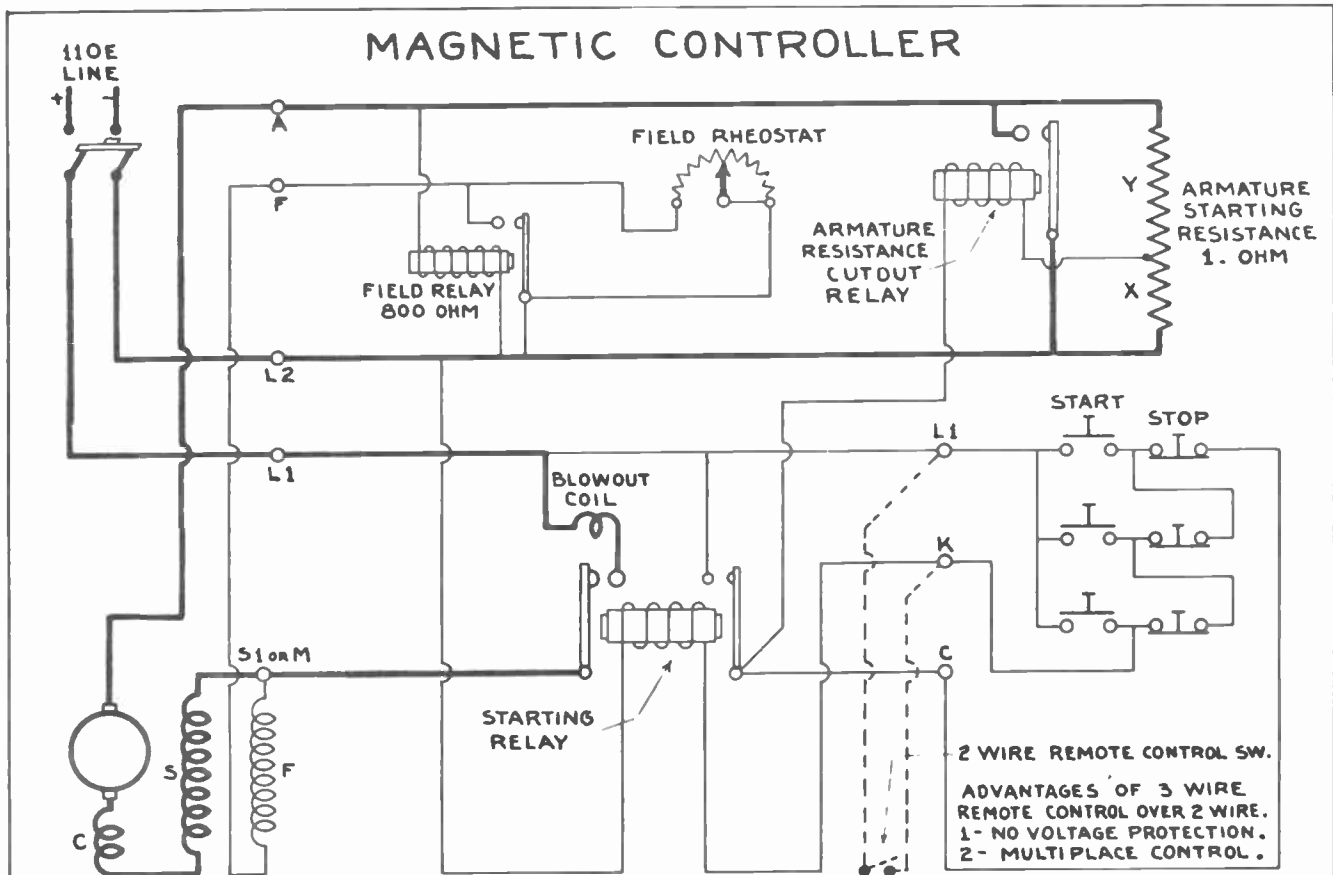 MAGNETIC CONTROLLER
110E
LINE
+ -
A
FIELD RHEOSTAT
F
Y
ARMATURE
STARTING
RESISTANCE
1. OHM
ARMATURE
RESISTANCE
CUTOUT
RELAY
FIELD RELAY
800 OHM
X
L2
START
STOP
L1
L1
BLOWOUT
COIL
K
S1 OR M
C
STARTING
RELAY
S
F
C
2 WIRE REMOTE CONTROL SW.
ADVANTAGES OF 3 WIRE
REMOTE CONTROL OVER 2 WIRE.
1- NO VOLTAGE PROTECTION.
2- MULTIPLACE CONTROL.